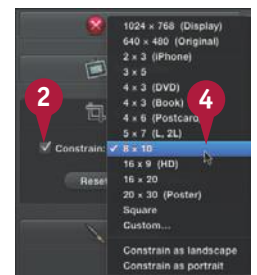 1024 × 768 (Display)
640 × 480 (Original)
2 × 3 (iPhone)
3 × 5
4 × 3 (DVD)
4 × 3 (Book)
4 × 6 (Postcard
5 × 7 (L, 2L)
2
4
Constrain: ✓ 8 × 10
16 × 9 (HD)
Reset
16 × 20
20 × 30 (Poster)
Square
Custom...
Constrain as landscape
Constrain as portrait